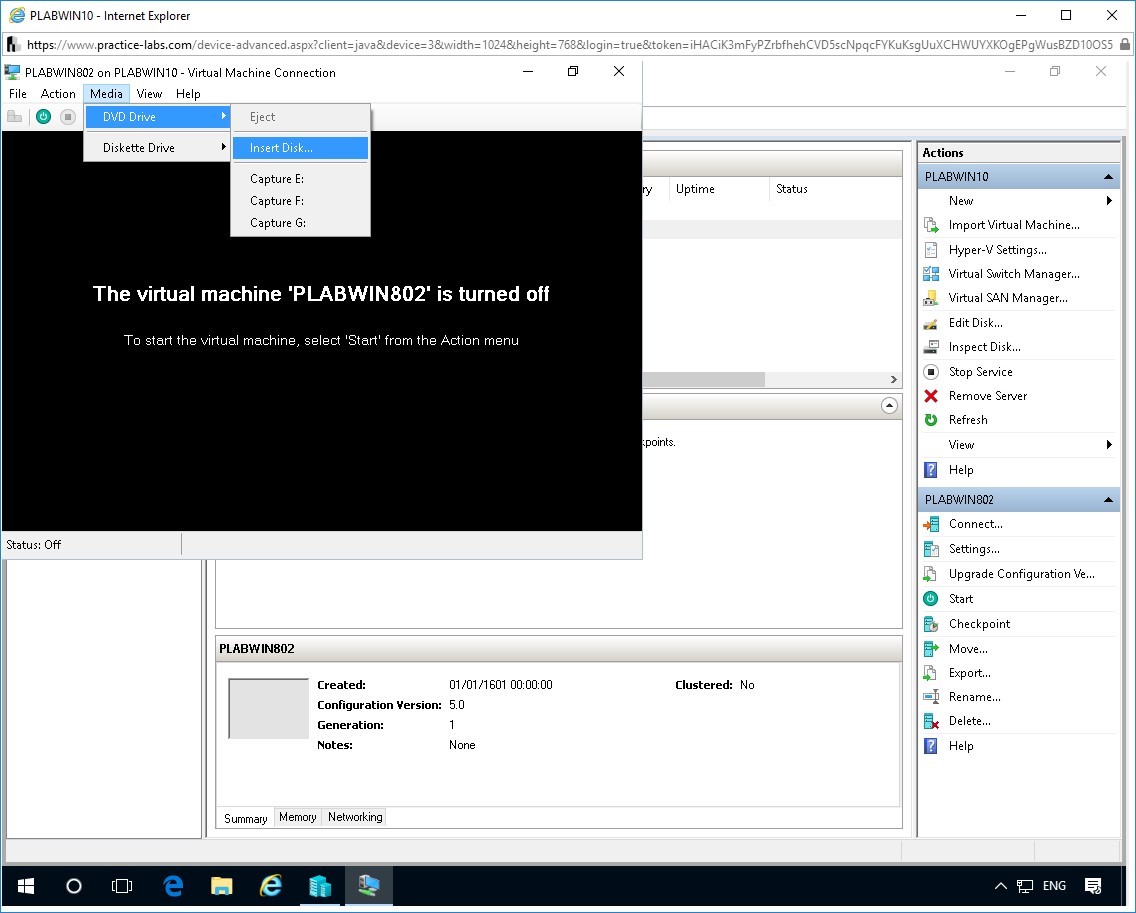 PLABWIN10 - Internet Explorer
https://www.practice-labs.com/device-advanced.aspx?client=java&device=3&width=1024&height=768&login=true&token=iHACiK3mFyPZrbfhehCVD5scNpqcFYKuKsgUuXCHWUYXKOgEPgWusBZD10OS5
PLABWIN802 on PLABWIN10 - Virtual Machine Connection
File Action Media View Help
DVD Drive
Diskette Drive
Eject
Insert Disk...
Capture E:
Capture F:
Capture G:
The virtual machine 'PLABWIN802' is turned off
To start the virtual machine, select 'Start' from the Action menu
Status: Off
ry Uptime Status
kpoints.
PLABWIN802
Created: 01/01/1601 00:00:00 Clustered: No
Configuration Version: 5.0
Generation: 1
Notes: None
Summary Memory Networking
Actions
PLABWIN10
New
Import Virtual Machine...
Hyper-V Settings...
Virtual Switch Manager...
Virtual SAN Manager...
Edit Disk...
Inspect Disk...
Stop Service
Remove Server
Refresh
View
Help
PLABWIN802
Connect...
Settings...
Upgrade Configuration Ve...
Start
Checkpoint
Move...
Export...
Rename...
Delete...
Help
ENG